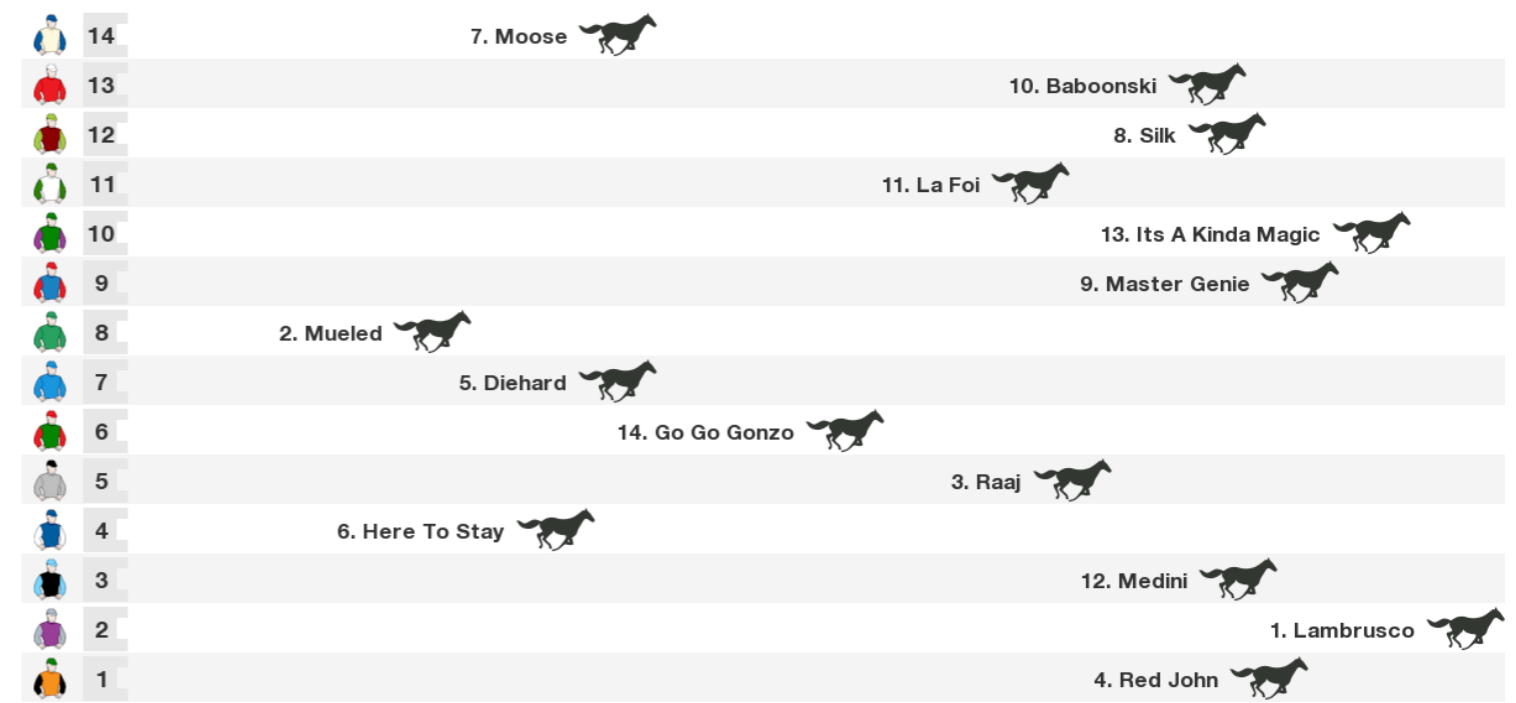 14 7. Moose
13 10. Baboonski
12 8. Silk
11 11. La Foi
10 13. Its A Kinda Magic
9 9. Master Genie
8 2. Mueled
7 5. Diehard
6 14. Go Go Gonzo
5 3. Raaj
4 6. Here To Stay
3 12. Medini
2 1. Lambrusco
1 4. Red John